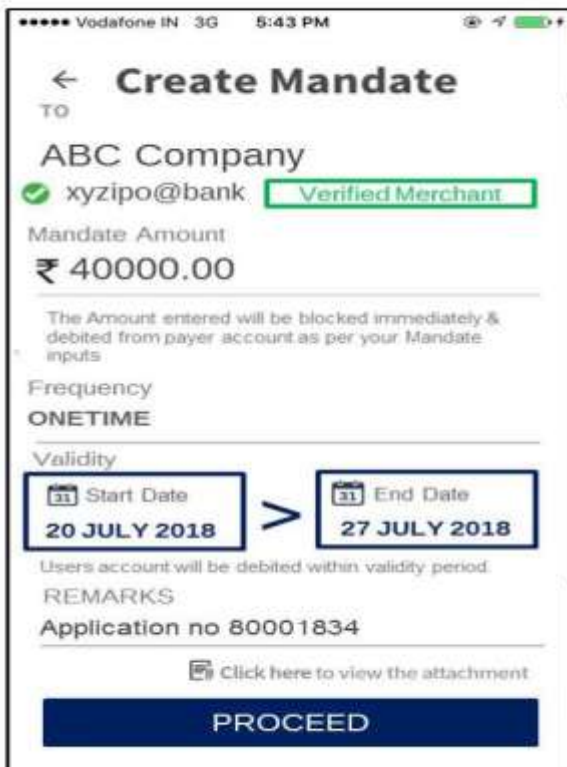 Vodafone IN 3G 5:43 PM
← Create Mandate
TO
ABC Company
xyzipo@bank Verified Merchant
Mandate Amount
₹ 40000.00
The Amount entered will be blocked immediately &
debited from payer account as per your Mandate
inputs
Frequency
ONETIME
Validity
31 Start Date > 31 End Date
20 JULY 2018 27 JULY 2018
Users account will be debited within validity period.
REMARKS
Application no 80001834
Click here to view the attachment
PROCEED